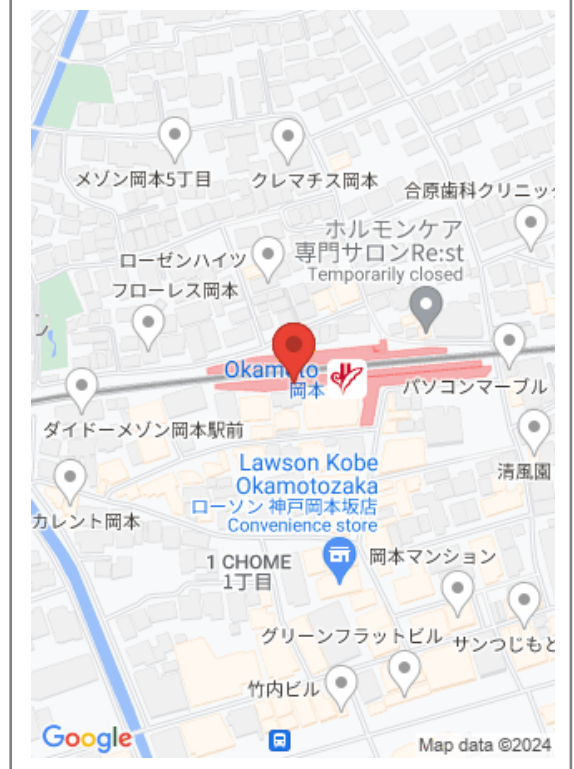 メゾン岡本5丁目
クレマチス岡本
合原歯科クリニッ
ホルモンケア
専門サロンRe:st
Temporarily closed
ローゼンハイツ
フローレス岡本
ン
Okamoto
岡本
パソコンマーブル
ダイドーメゾン岡本駅前
Lawson Kobe
Okamotozaka
ローソン 神戸岡本坂店
Convenience store
清風園
カレント岡本
1 CHOME
1丁目
岡本マンション
グリーンフラットビル
サンつじもと
竹内ビル
Google
Map data ©2024